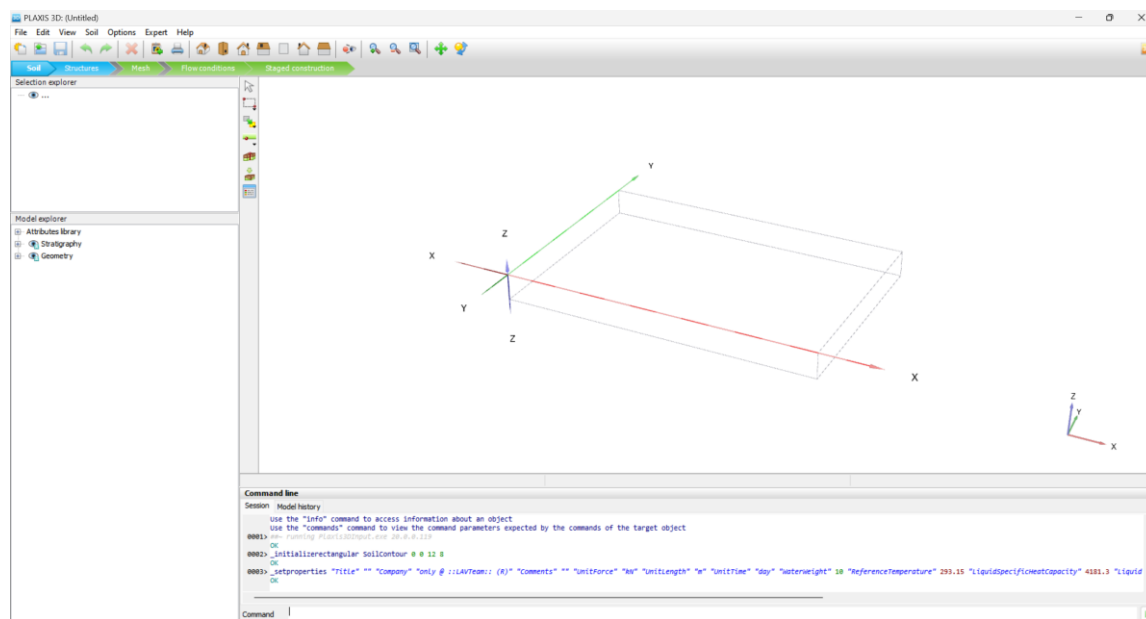 PLAXIS 3D: (Untitled)
File Edit View Soil Options Expert Help
Soil Structures Mesh Flow conditions Staged construction
Selection explorer
...
Model explorer
Attributes library
Stratigraphy
Geometry
Y
Z
X
Y
Z
X
Z
Y
X
Command line
Session Model history
Use the "info" command to access information about an object
Use the "commands" command to view the command parameters expected by the commands of the target object
0001> ##- running Plaxis3DInput.exe 20.0.0.119
OK
0002> _initializerectangular SoilContour 0 0 12 8
OK
0003> _setproperties "Title" "" "Company" "only @ ::LAVTeam:: (R)" "Comments" "" "UnitForce" "kN" "UnitLength" "m" "UnitTime" "day" "WaterWeight" 10 "ReferenceTemperature" 293.15 "LiquidSpecificHeatCapacity" 4181.3 "Liquid
OK
Command